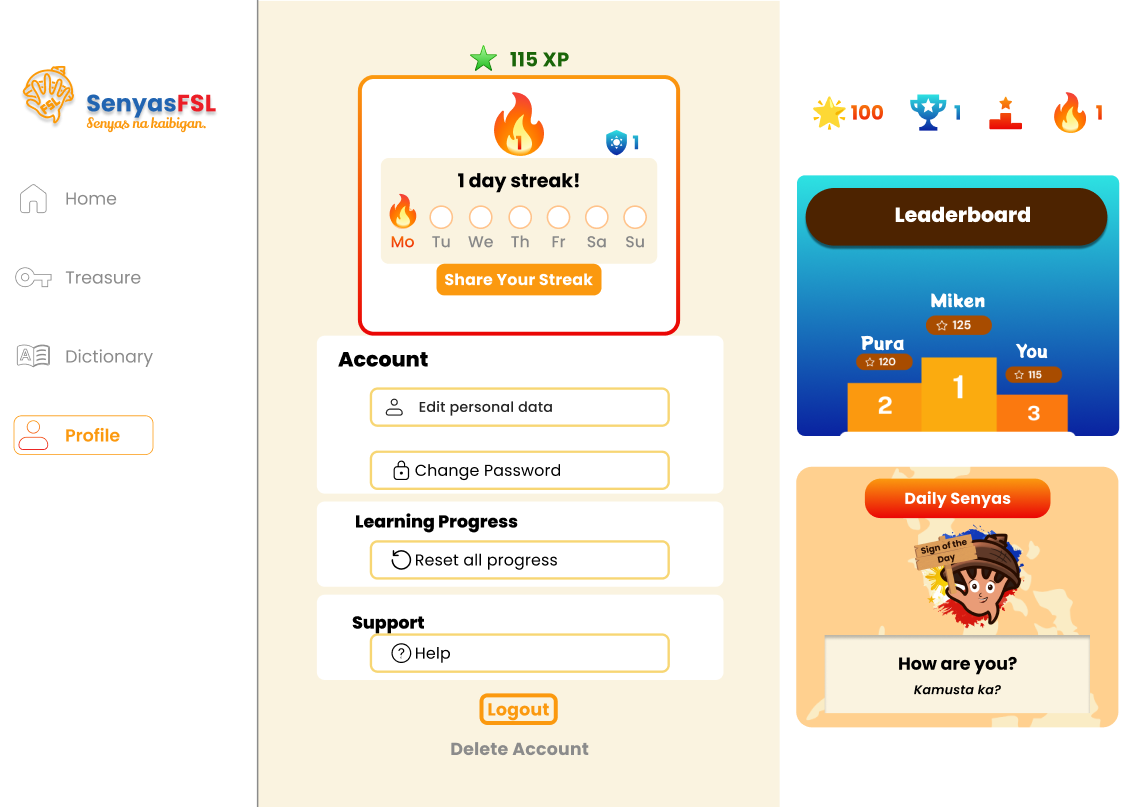 FSL
SenyasFSL
Senyas na kaibigan.
Home
Treasure
Dictionary
Profile
115 XP
1
1
1 day streak!
Mo Tu We Th Fr Sa Su
Share Your Streak
Account
Edit personal data
Change Password
Learning Progress
Reset all progress
Support
Help
Logout
Delete Account
100 1 1
Leaderboard
Miken
125
Pura
120
You
115
1
2
3
Daily Senyas
Sign of the
Day
How are you?
Kamusta ka?